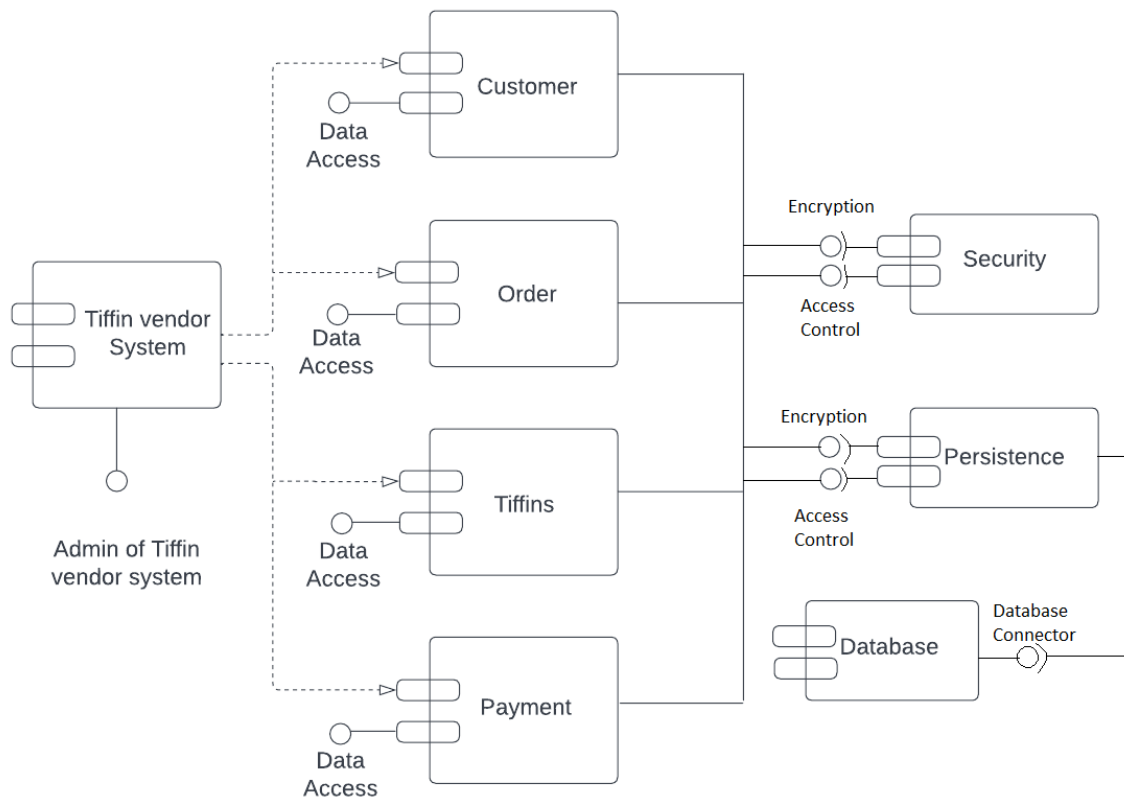 Customer
Data
Access
Encryption
Security
Order
Tiffin vendor
System
Access
Control
Data
Access
Encryption
Persistence
Tiffins
Access
Control
Admin of Tiffin
vendor system
Data
Access
Database
Connector
Database
Payment
Data
Access